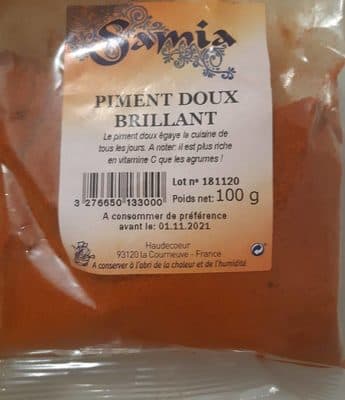 Samia
PIMENT DOUX
BRILLANT
Le piment doux égaye la cuisine de
tous les jours. A noter: il est plus riche
en vitamine C que les agrumes !
Lot n° 181120
3 276650 133000
Poids net: 100 g
A consommer de préférence
avant le: 01.11.2021
Haudecoeur
93120 la Courneuve - France
A conserver à l'abri de la chaleur et de l'humidité